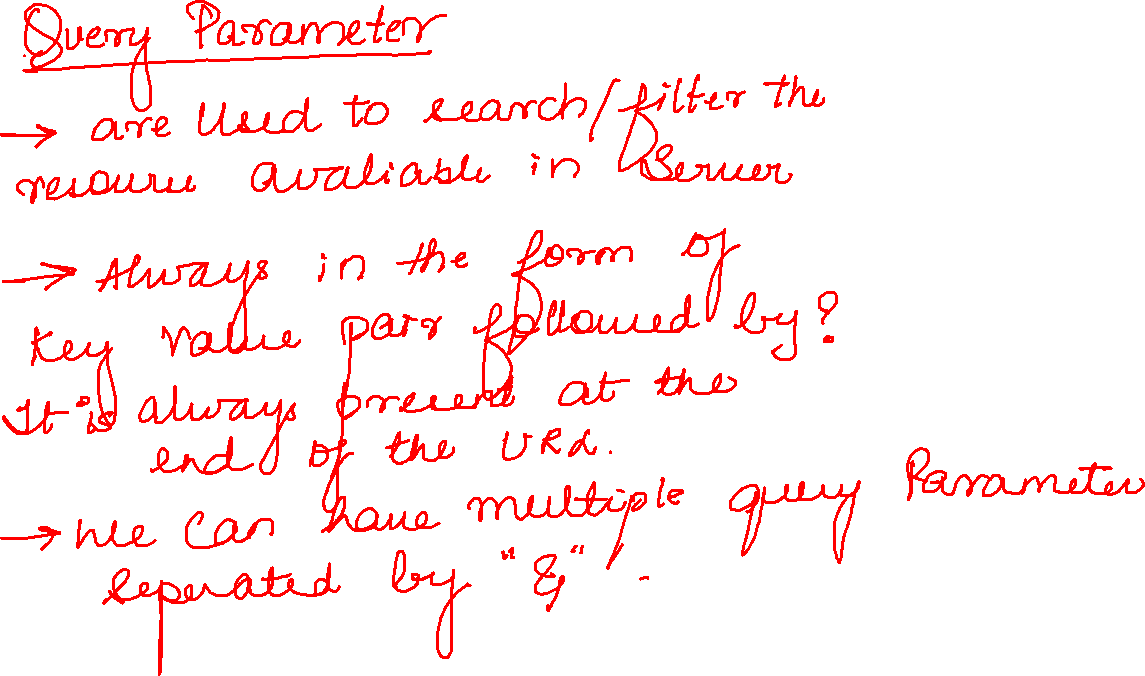 Query Parameter
→ are Used to search/filter the
resource avaliable in Server
→ Always in the form of
Key Value pair followed by?
It is always present at the
end of the URL.
→ We Can have multiple query Parameter
seperated by "&".